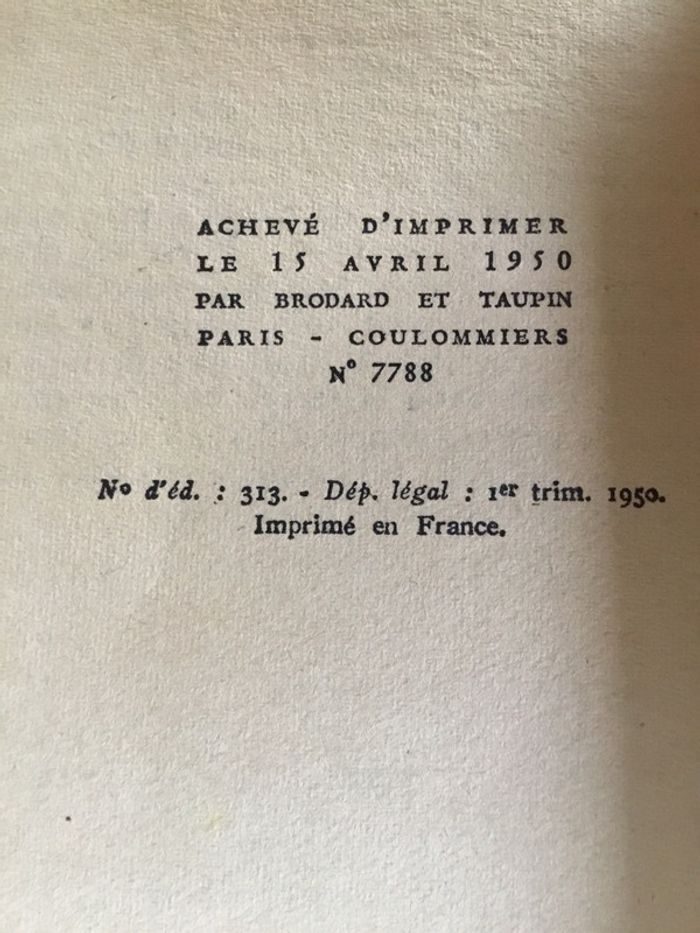 ACHEVÉ D'IMPRIMER
LE 15 AVRIL 1950
PAR BRODARD ET TAUPIN
PARIS - COULOMMIERS
N° 7788
N° d'éd. : 313. - Dép. légal : 1er trim. 1950.
Imprimé en France.